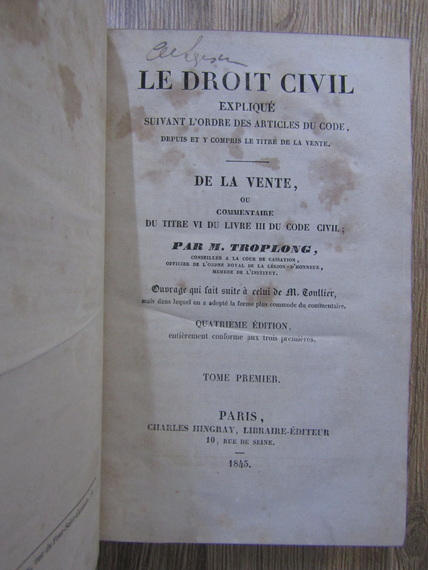 LE DROIT CIVIL
EXPLIQUÉ
SUIVANT L'ORDRE DES ARTICLES DU CODE,
DEPUIS ET Y COMPRIS LE TITRE DE LA VENTE.
DE LA VENTE,
OU
COMMENTAIRE
DU TITRE VI DU LIVRE III DU CODE CIVIL;
PAR M. TROPLONG,
CONSEILLER A LA COUR DE CASSATION,
OFFICIER DE L'ORDRE ROYAL DE LA LÉGION-D'HONNEUR,
MEMBRE DE L'INSTITUT.
Ouvrage qui fait suite à celui de M. Toullier,
mais dans lequel on a adopté la forme plus commode du commentaire.
QUATRIEME ÉDITION,
entièrement conforme aux trois premières.
TOME PREMIER.
PARIS,
CHARLES HINGRAY, LIBRAIRE-ÉDITEUR
10, RUE DE SEINE.
1845.